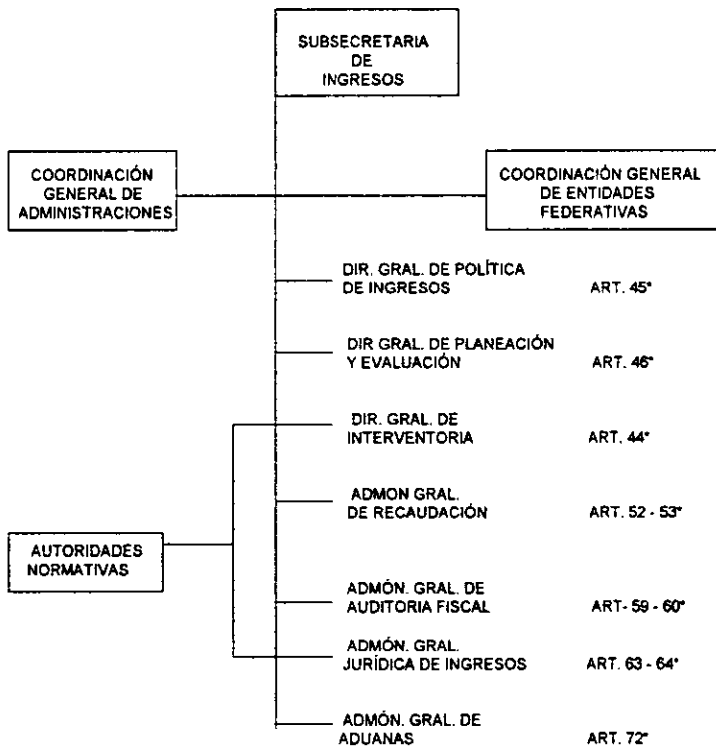 SUBSECRETARIA
DE
INGRESOS
COORDINACIÓN
GENERAL DE
ADMINISTRACIONES
COORDINACIÓN GENERAL
DE ENTIDADES
FEDERATIVAS
DIR. GRAL. DE POLÍTICA
DE INGRESOS ART. 45*
DIR GRAL. DE PLANEACIÓN
Y EVALUACIÓN ART. 46*
DIR. GRAL. DE
INTERVENTORIA ART. 44*
ADMON GRAL.
DE RECAUDACIÓN ART. 52 - 53*
AUTORIDADES
NORMATIVAS
ADMÓN. GRAL. DE
AUDITORIA FISCAL ART- 59 - 60*
ADMÓN. GRAL.
JURÍDICA DE INGRESOS ART. 63 - 64*
ADMÓN. GRAL. DE
ADUANAS ART. 72*